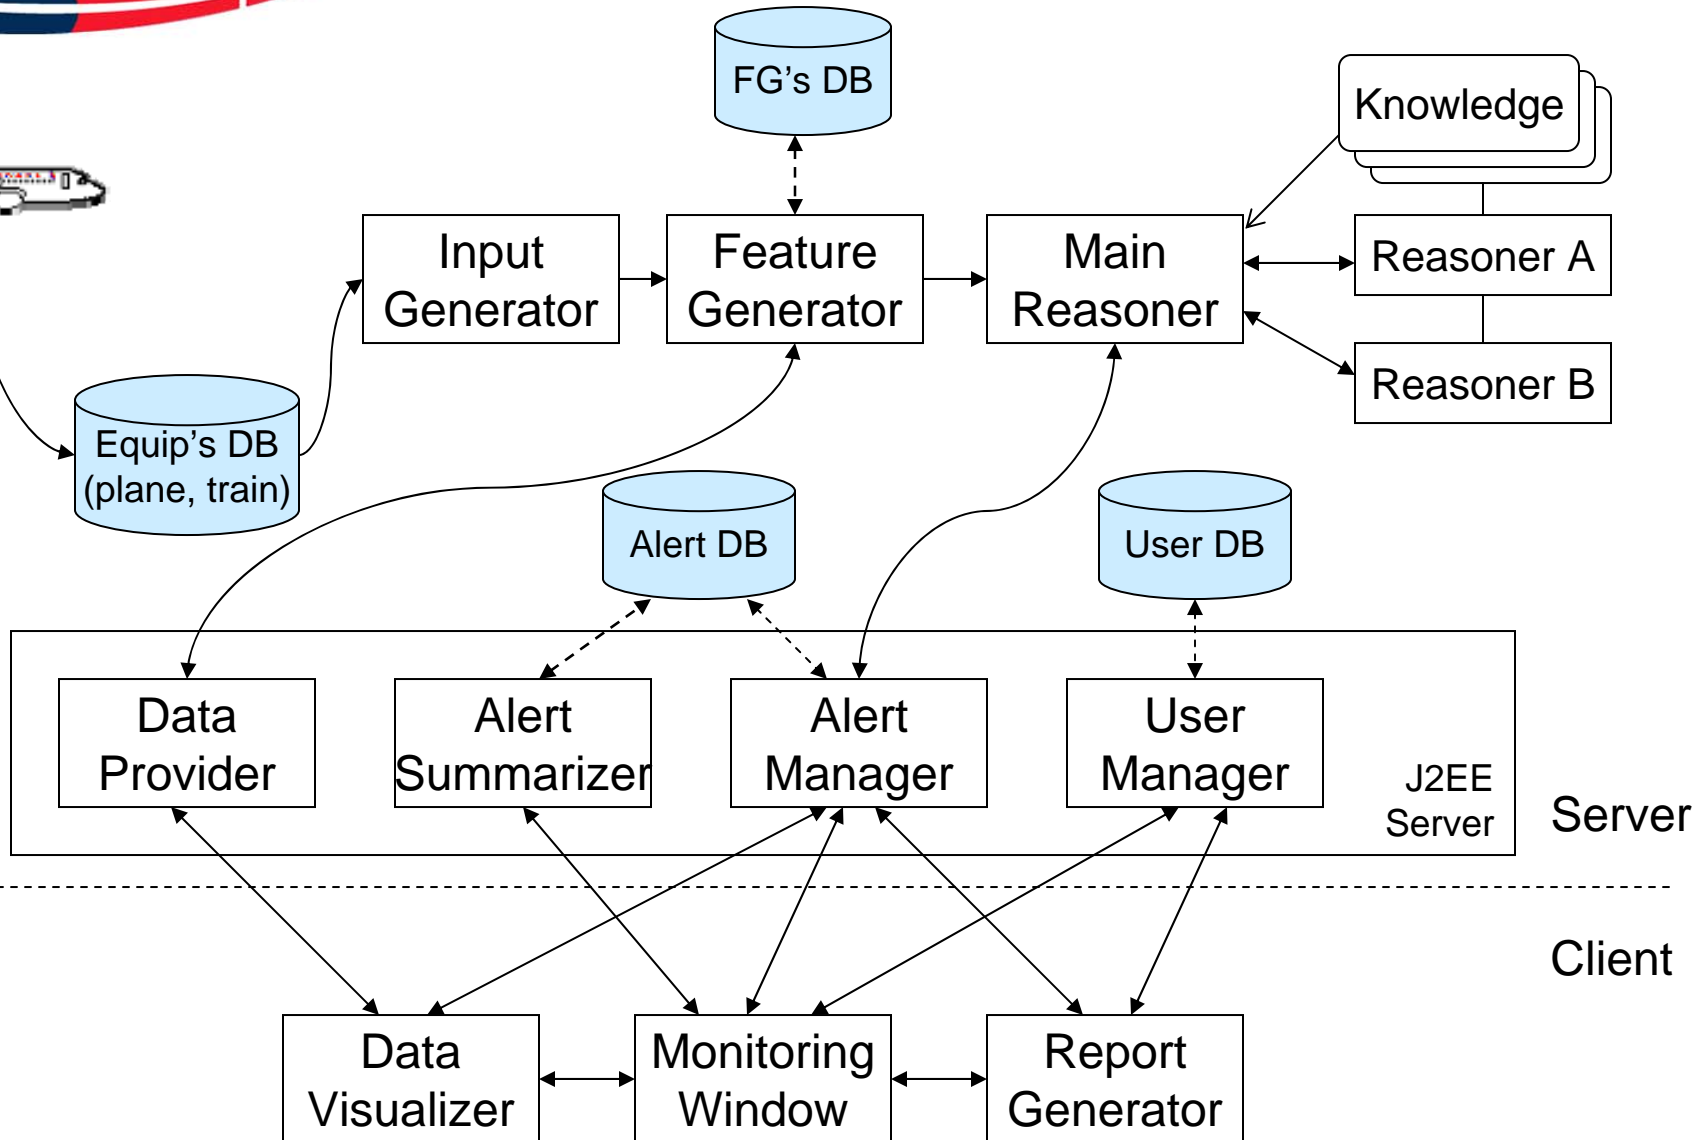 FG's DB
Knowledge
Input
Generator
Feature
Generator
Main
Reasoner
Reasoner A
Reasoner B
Equip's DB
(plane, train)
Alert DB
User DB
Data
Provider
Alert
Summarizer
Alert
Manager
User
Manager
J2EE
Server
Server
Client
Data
Visualizer
Monitoring
Window
Report
Generator